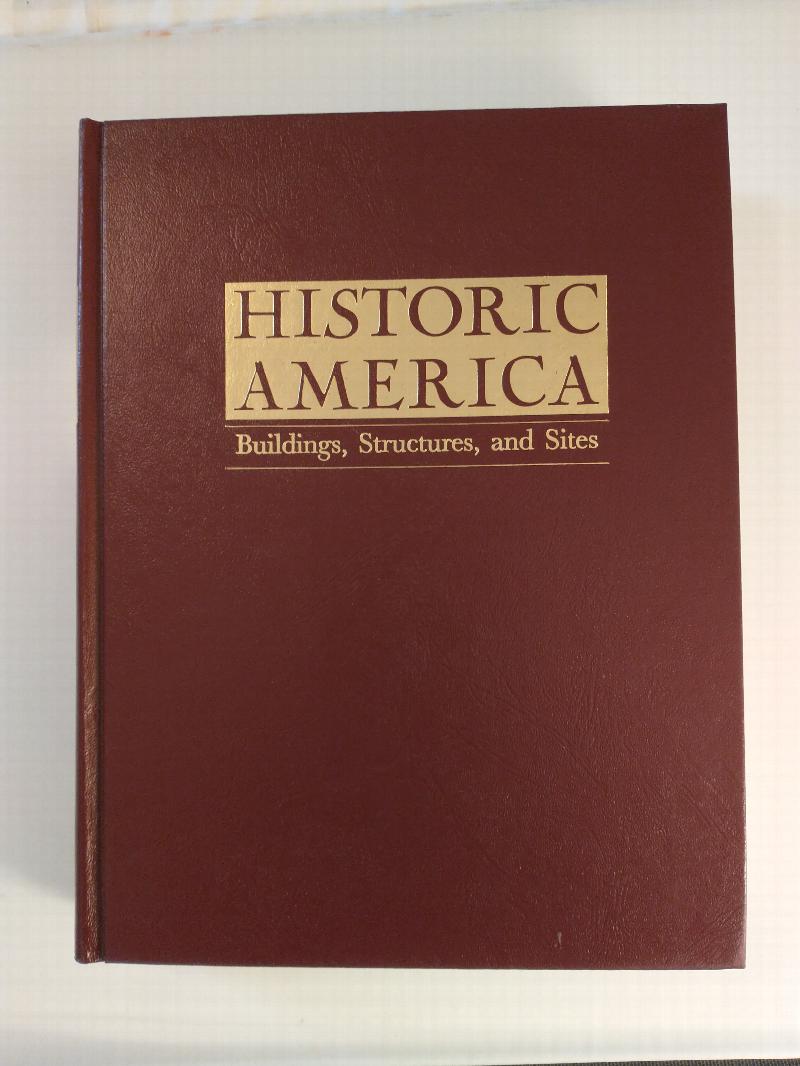 HISTORIC
AMERICA
Buildings, Structures, and Sites